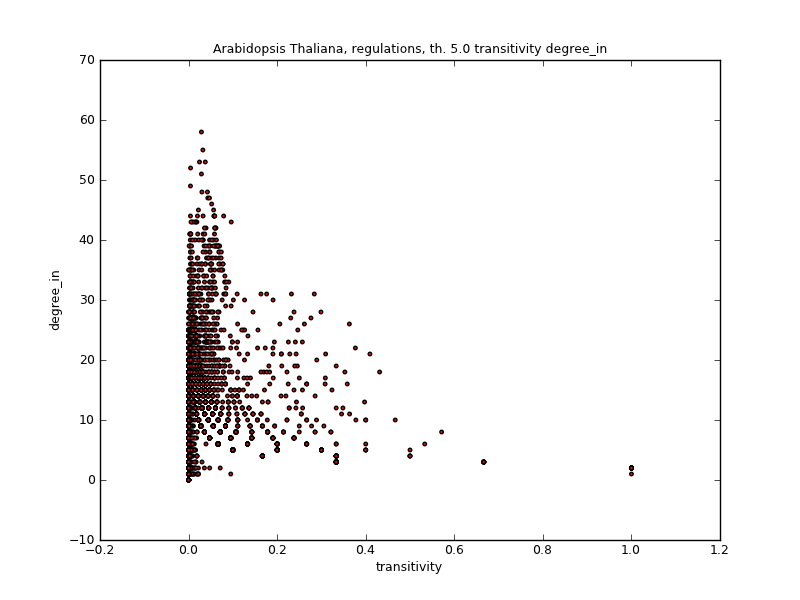 Arabidopsis Thaliana, regulations, th. 5.0 transitivity degree_in
70
60
50
40
30
20
10
0
−10
degree_in
−0.2 0.0 0.2 0.4 0.6 0.8 1.0 1.2
transitivity